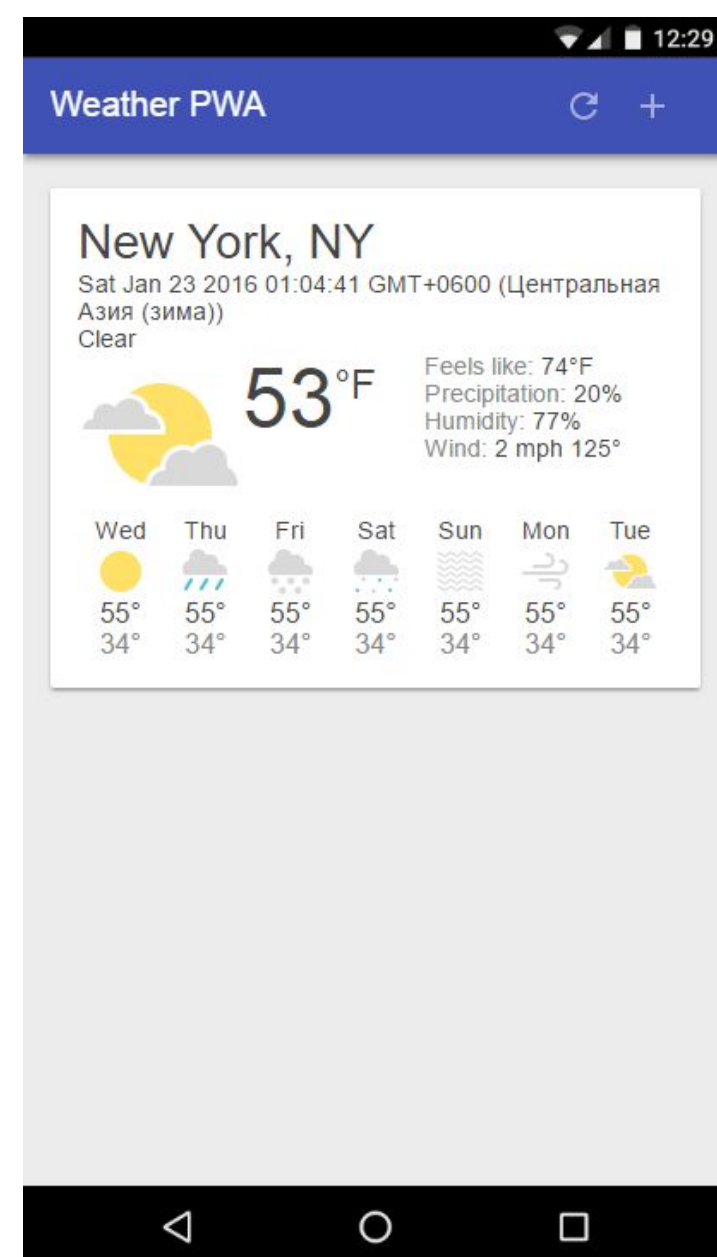 12:29
Weather PWA
New York, NY
Sat Jan 23 2016 01:04:41 GMT+0600 (Центральная
Азия (зима))
Clear
53°F
Feels like: 74°F
Precipitation: 20%
Humidity: 77%
Wind: 2 mph 125°
Wed Thu Fri Sat Sun Mon Tue
55° 55° 55° 55° 55° 55° 55°
34° 34° 34° 34° 34° 34° 34°